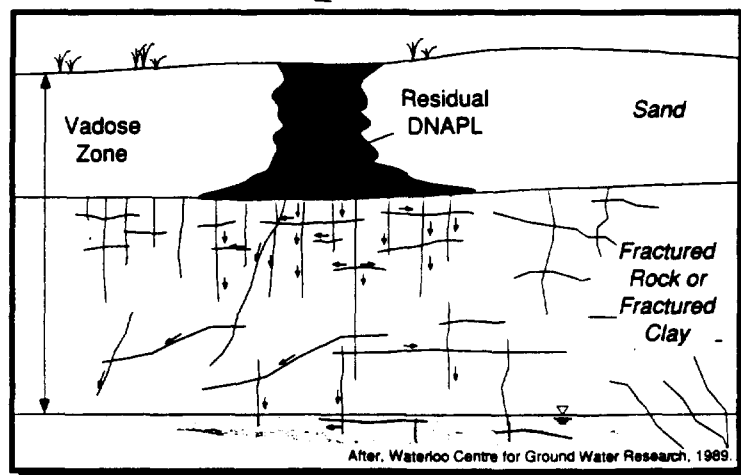 Vadose
Zone
Residual
DNAPL
Sand
Fractured
Rock or
Fractured
Clay
After, Waterloo Centre for Ground Water Research, 1989.